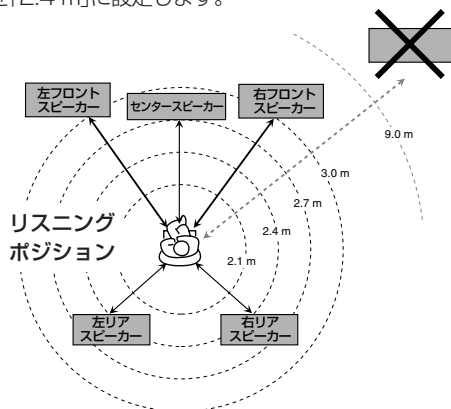 「2.4 m」に設定します。
左フロント
スピーカー
センタースピーカー
右フロント
スピーカー
9.0 m
3.0 m
2.7 m
2.4 m
2.1 m
リスニング
ポジション
左リア
スピーカー
右リア
スピーカー